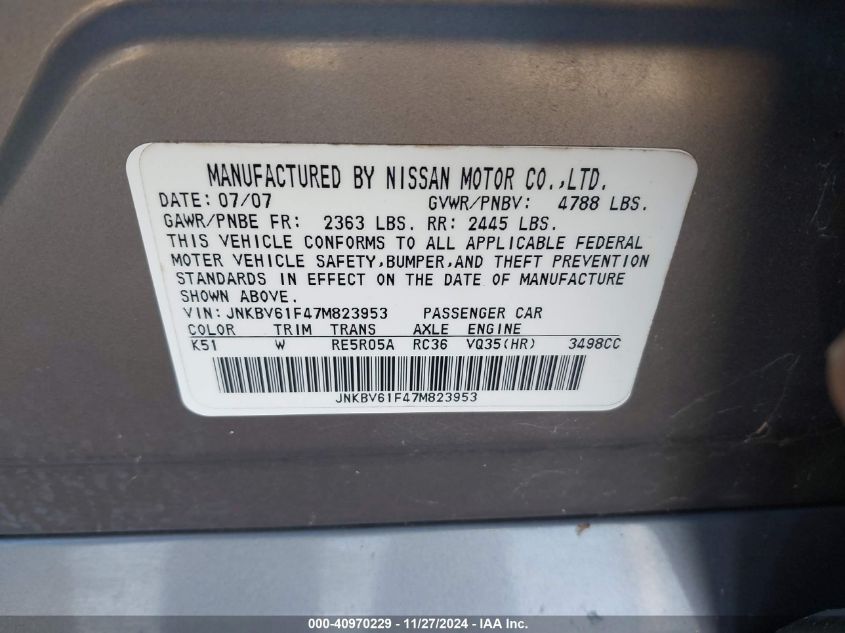 MANUFACTURED BY NISSAN MOTOR CO.,LTD.
DATE: 07/07 GVWR/PNBV: 4788 LBS.
GAWR/PNBE FR: 2363 LBS. RR: 2445 LBS.
THIS VEHICLE CONFORMS TO ALL APPLICABLE FEDERAL
MOTER VEHICLE SAFETY,BUMPER,AND THEFT PREVENTION
STANDARDS IN EFFECT ON THE DATE OF MANUFACTURE
SHOWN ABOVE.
VIN: JNKBV61F47M823953 PASSENGER CAR
COLOR TRIM TRANS AXLE ENGINE
K51 W RE5R05A RC36 VQ35(HR) 3498CC
JNKBV61F47M823953
000-40970229 - 11/27/2024 - IAAI.com